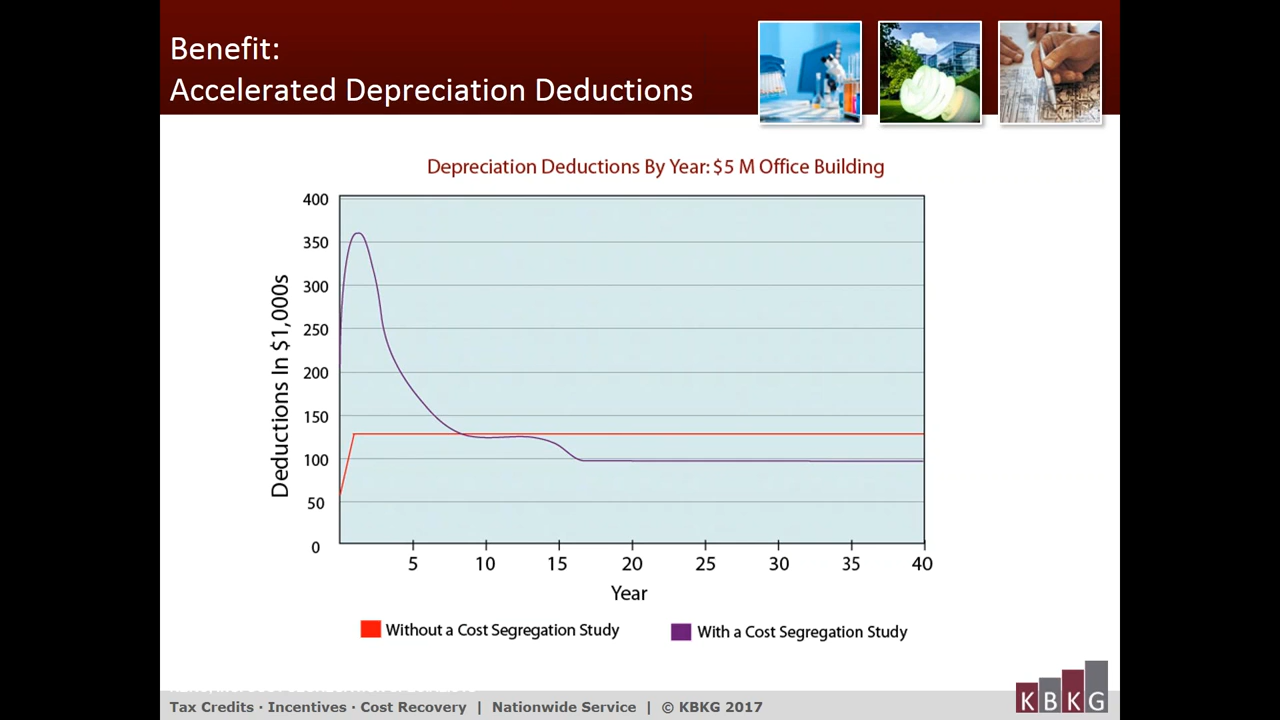 Benefit:
Accelerated Depreciation Deductions
Depreciation Deductions By Year: $5 M Office Building
Deductions In $1,000s
400
350
300
250
200
150
100
50
0
5 10 15 20 25 30 35 40
Year
Without a Cost Segregation Study
With a Cost Segregation Study
Tax Credits · Incentives · Cost Recovery | Nationwide Service | © KBKG 2017
KBKG